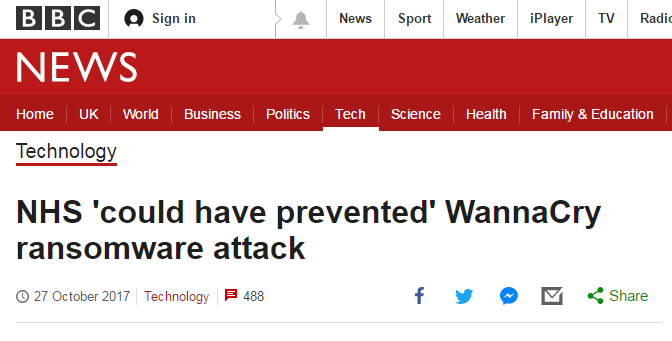 BBC Sign in News Sport Weather iPlayer TV Radio
NEWS
Home UK World Business Politics Tech Science Health Family & Education
Technology
NHS 'could have prevented' WannaCry
ransomware attack
27 October 2017 Technology 488 Share